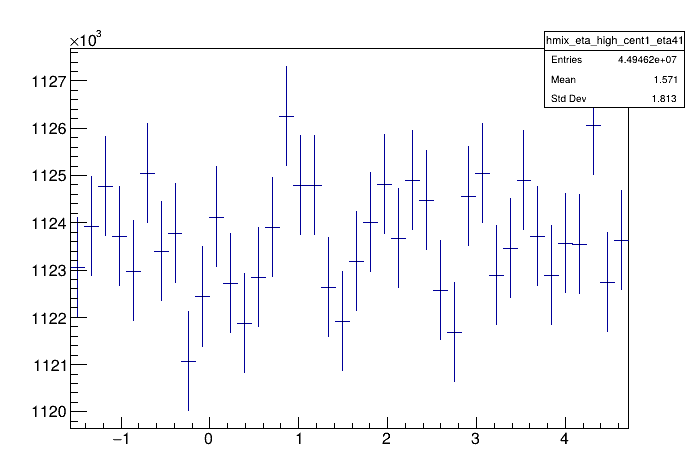 ×10³
hmix_eta_high_cent1_eta41
Entries 4.49462e+07
Mean 1.571
Std Dev 1.813
1127
1126
1125
1124
1123
1122
1121
1120
−1 0 1 2 3 4